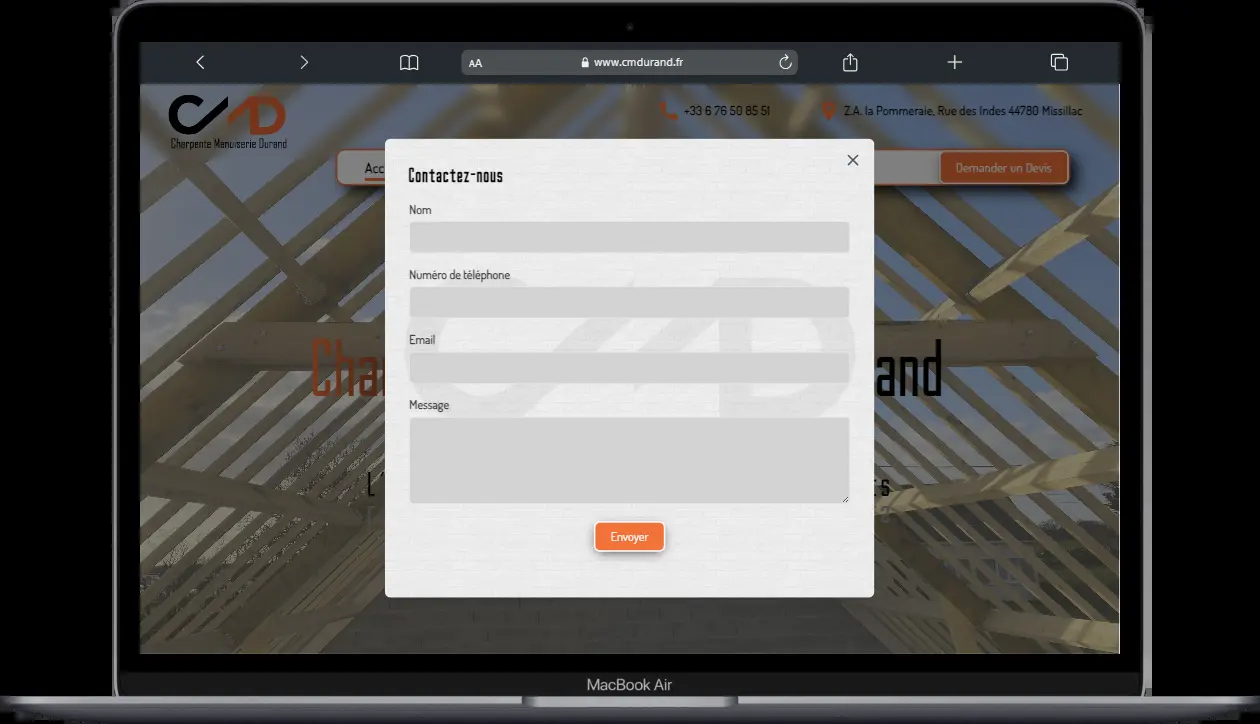 AA
www.cmdurand.fr
Charpente Menuiserie Durand
+33 6 76 50 85 51
Z.A. la Pommeraie, Rue des Indes 44780 Missillac
Acc
Demander un Devis
Contactez-nous
Nom
Numéro de téléphone
Email
Message
Envoyer
Cha
and
L'
ES
MacBook Air